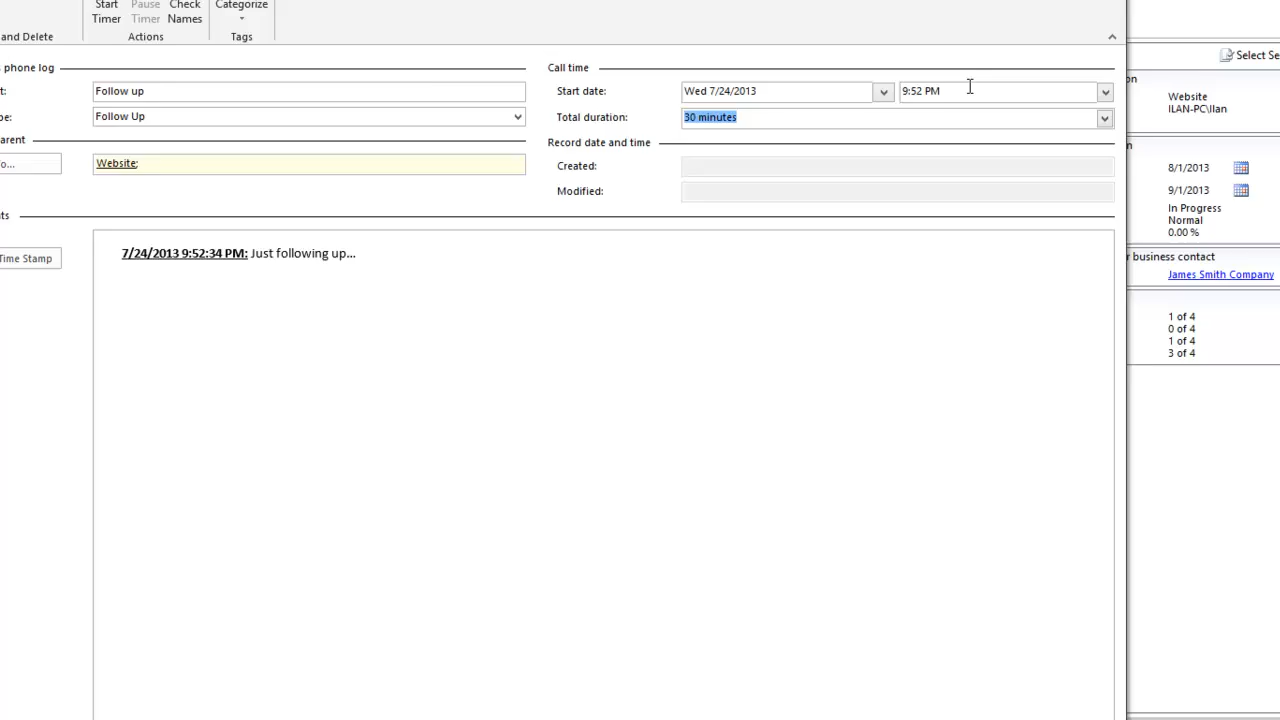 Start Pause Check Categorize
Timer Timer Names
and Delete Actions Tags
Select Se
phone log Call time
t: Follow up Start date: Wed 7/24/2013 9:52 PM
pe: Follow Up Total duration: 30 minutes
arent Record date and time
o... Website; Created:
Modified:
ts
Time Stamp 7/24/2013 9:52:34 PM: Just following up...
on
Website
ILAN-PC\Ilan
n
8/1/2013
9/1/2013
In Progress
Normal
0.00 %
r business contact
James Smith Company
1 of 4
0 of 4
1 of 4
3 of 4